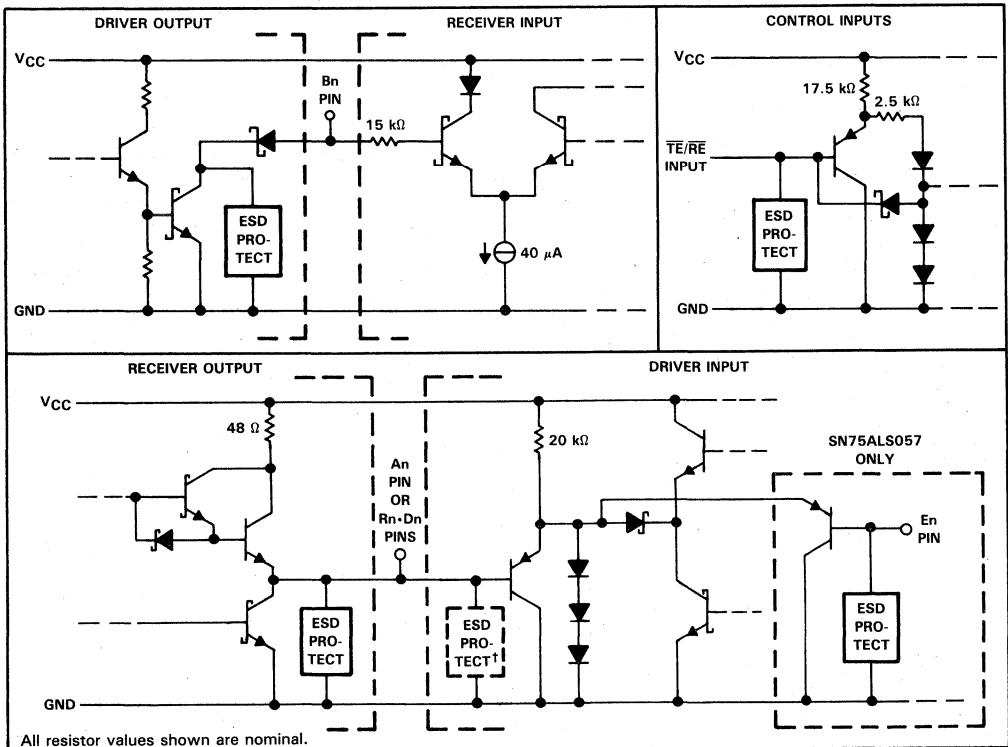 DRIVER OUTPUT
RECEIVER INPUT
VCC
Bn
PIN
15 kΩ
ESD
PRO-
TECT
40 μA
GND
CONTROL INPUTS
VCC
17.5 kΩ
2.5 kΩ
TE/RE
INPUT
ESD
PRO-
TECT
GND
RECEIVER OUTPUT
DRIVER INPUT
VCC
48 Ω
An
PIN
OR
Rn•Dn
PINS
20 kΩ
SN75ALS057
ONLY
En
PIN
ESD
PRO-
TECT
ESD
PRO-
TECT†
ESD
PRO-
TECT
GND
All resistor values shown are nominal.